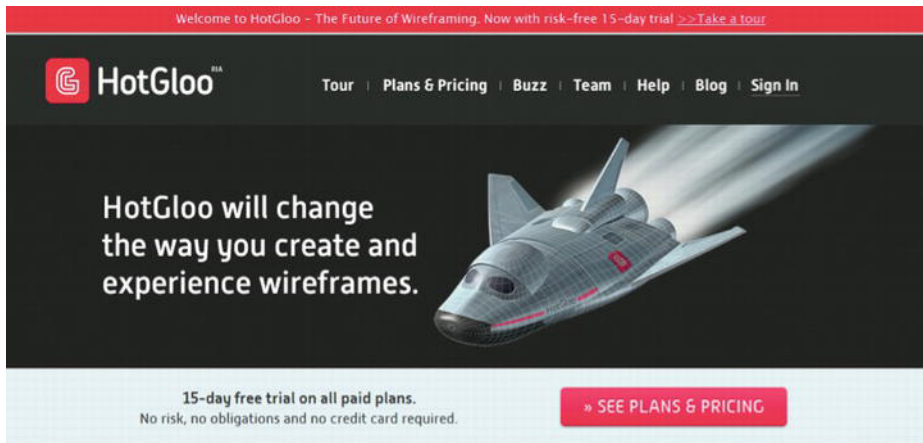 Welcome to HotGloo - The Future of Wireframing. Now with risk-free 15-day trial >>Take a tour
HotGloo RIA
Tour | Plans & Pricing | Buzz | Team | Help | Blog | Sign In
HotGloo will change
the way you create and
experience wireframes.
HotGloo
15-day free trial on all paid plans.
No risk, no obligations and no credit card required.
» SEE PLANS & PRICING